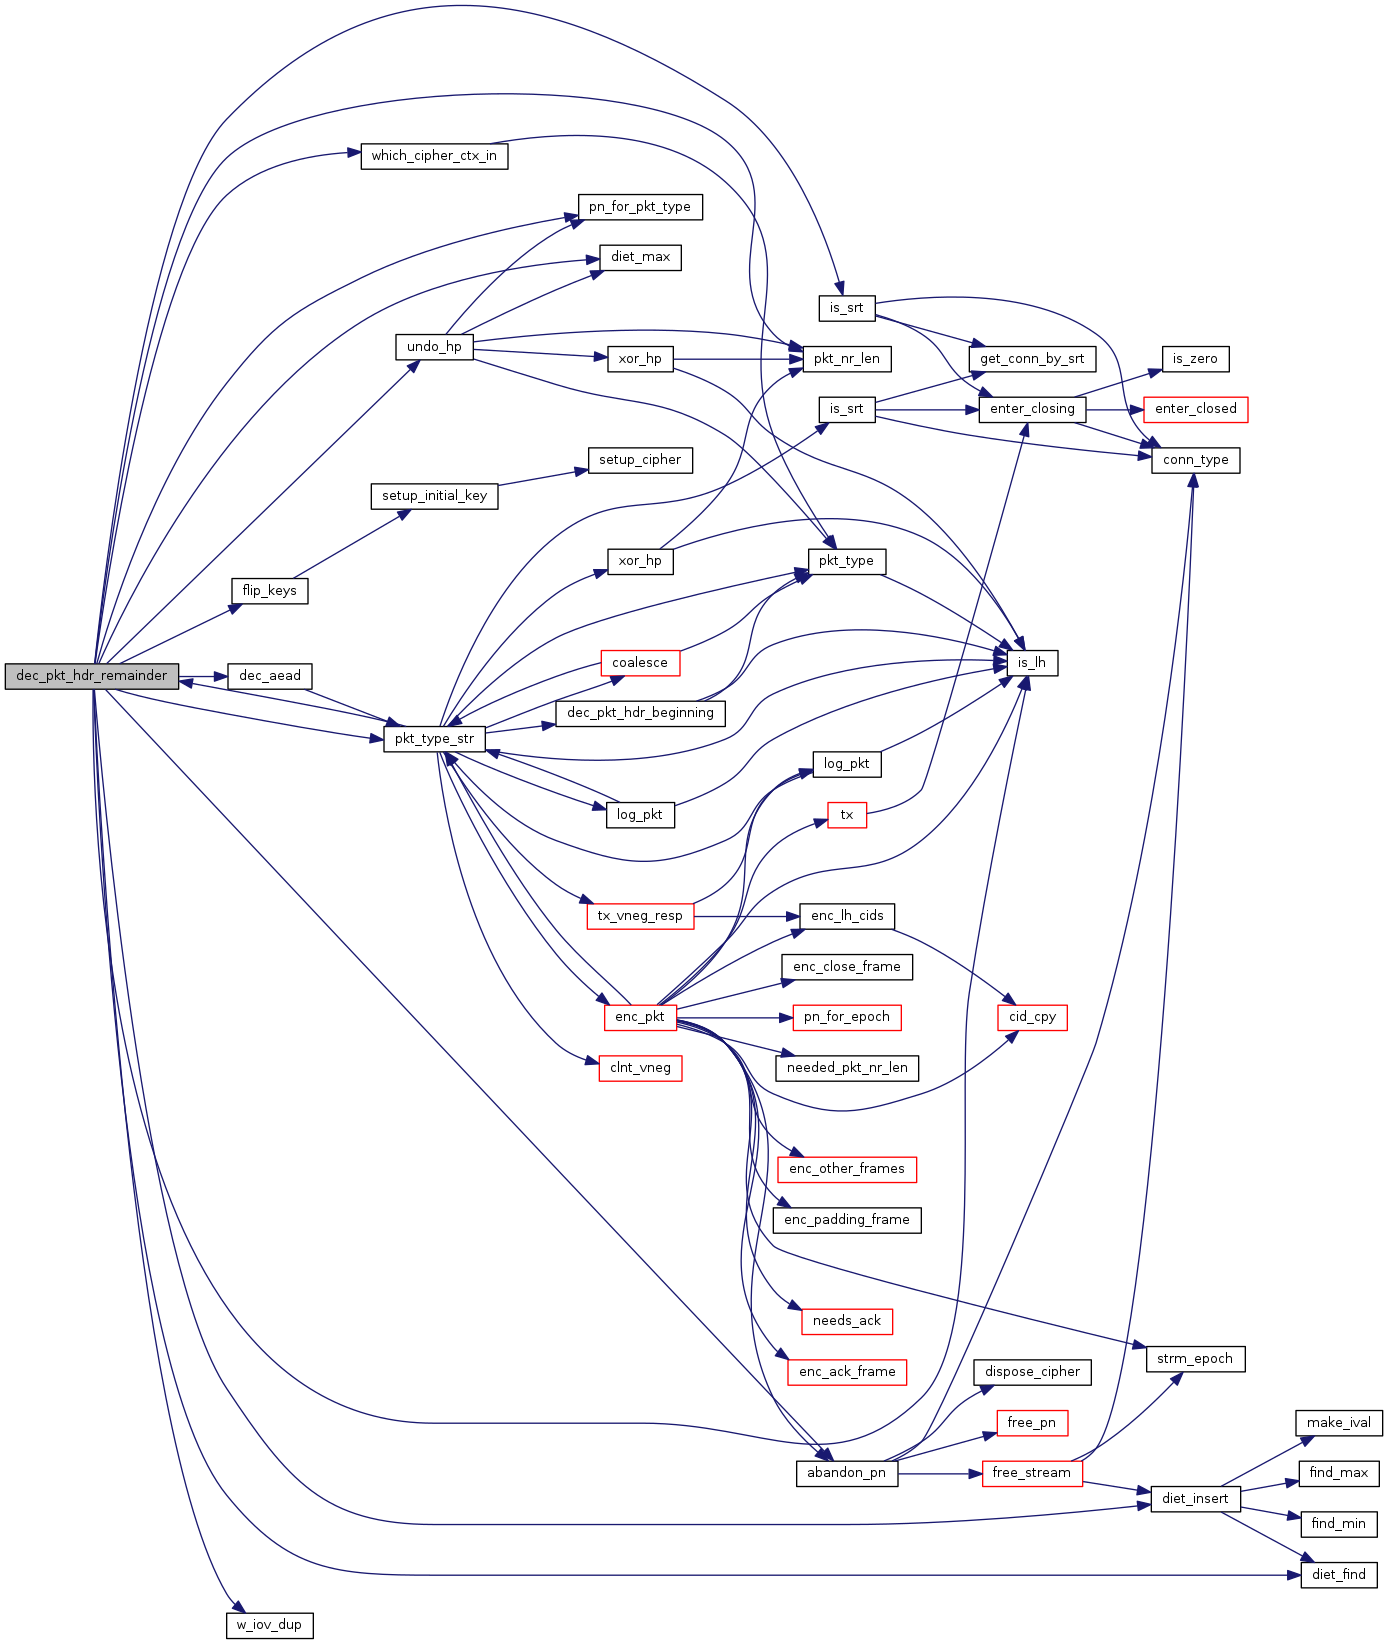 which_cipher_ctx_in
pn_for_pkt_type
diet_max
is_srt
undo_hp
xor_hp
pkt_nr_len
get_conn_by_srt
is_zero
is_srt
enter_closing
enter_closed
setup_cipher
conn_type
setup_initial_key
xor_hp
pkt_type
flip_keys
coalesce
is_lh
dec_pkt_hdr_remainder
dec_aead
dec_pkt_hdr_beginning
pkt_type_str
log_pkt
log_pkt
tx
tx_vneg_resp
enc_lh_cids
enc_close_frame
enc_pkt
pn_for_epoch
cid_cpy
clnt_vneg
needed_pkt_nr_len
enc_other_frames
enc_padding_frame
needs_ack
strm_epoch
enc_ack_frame
dispose_cipher
free_pn
make_ival
abandon_pn
free_stream
find_max
diet_insert
find_min
diet_find
w_iov_dup